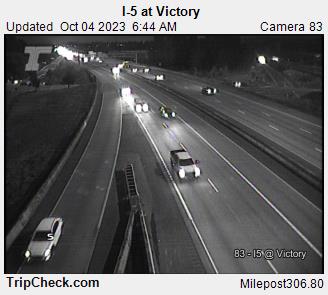 I-5 at Victory
Updated Oct 04 2023 6:44 AM Camera 83
T
S
83 - I5 @ Victory
TripCheck.com Milepost306.80